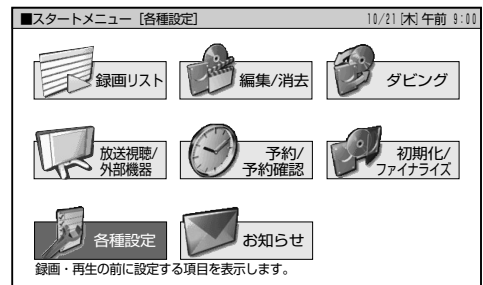 ■スタートメニュー [各種設定] 10/21[木]午前 9:00
録画リスト 編集/消去 ダビング
放送視聴/ 予約/ 初期化/
外部機器 予約確認 ファイナライズ
各種設定 お知らせ
録画・再生の前に設定する項目を表示します。